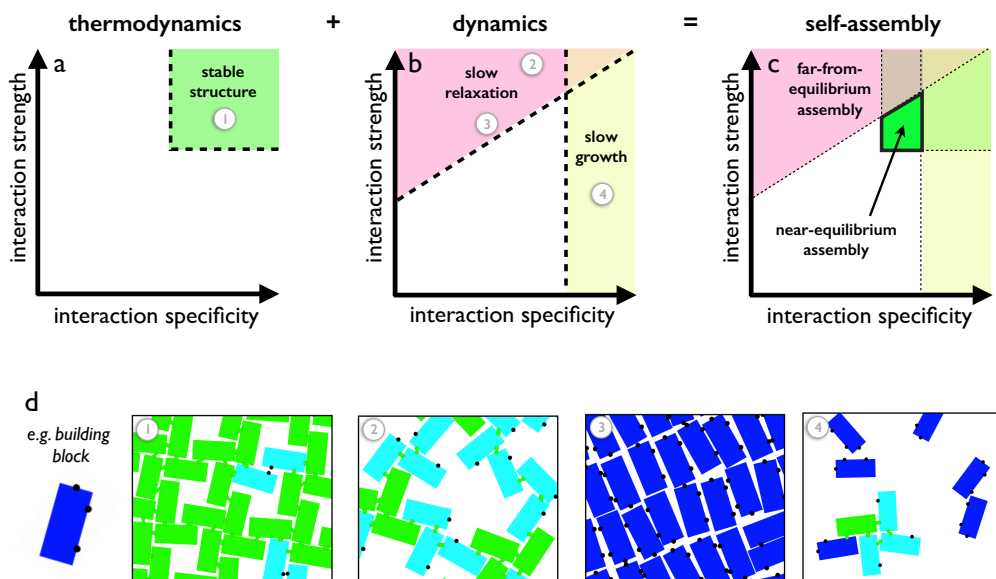 thermodynamics + dynamics = self-assembly
a
stable
structure
1
interaction strength
interaction specificity
b
2
slow
relaxation
3
slow
growth
4
interaction strength
interaction specificity
c
far-from-
equilibrium
assembly
near-equilibrium
assembly
interaction strength
interaction specificity
d
e.g. building
block
1
2
3
4